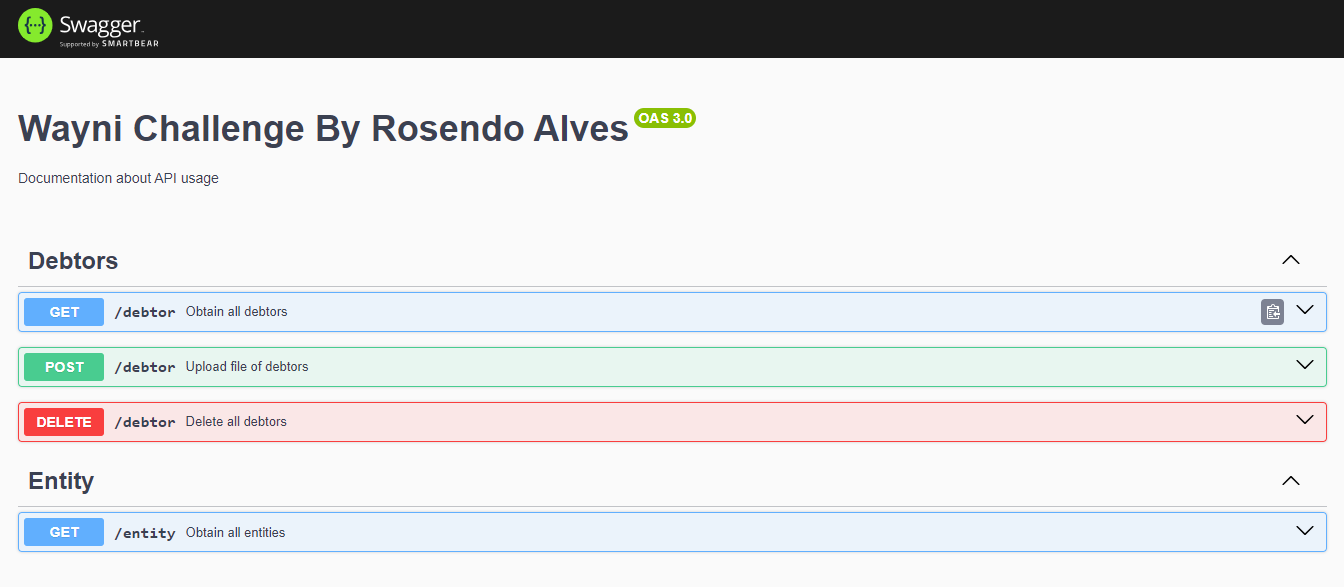 Swagger
Supported by SMARTBEAR
Wayni Challenge By Rosendo Alves OAS 3.0
Documentation about API usage
Debtors
GET /debtor Obtain all debtors
POST /debtor Upload file of debtors
DELETE /debtor Delete all debtors
Entity
GET /entity Obtain all entities